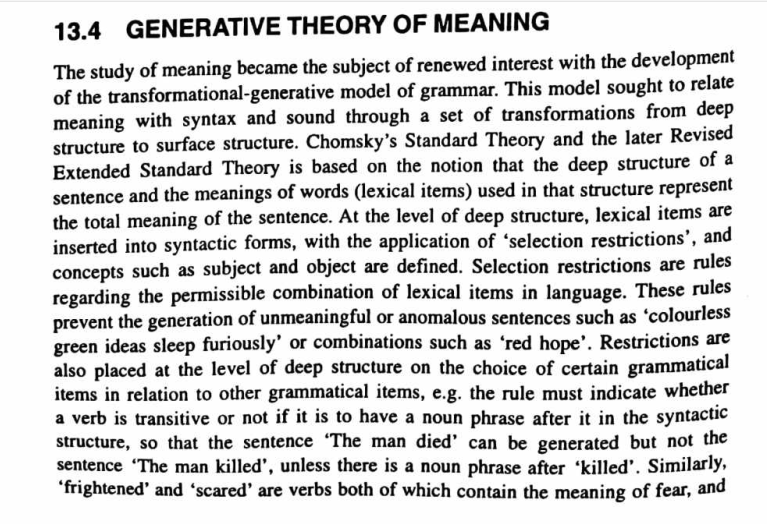 13.4 GENERATIVE THEORY OF MEANING
The study of meaning became the subject of renewed interest with the development
of the transformational-generative model of grammar. This model sought to relate
meaning with syntax and sound through a set of transformations from deep
structure to surface structure. Chomsky's Standard Theory and the later Revised
Extended Standard Theory is based on the notion that the deep structure of a
sentence and the meanings of words (lexical items) used in that structure represent
the total meaning of the sentence. At the level of deep structure, lexical items are
inserted into syntactic forms, with the application of 'selection restrictions', and
concepts such as subject and object are defined. Selection restrictions are rules
regarding the permissible combination of lexical items in language. These rules
prevent the generation of unmeaningful or anomalous sentences such as 'colourless
green ideas sleep furiously' or combinations such as 'red hope'. Restrictions are
also placed at the level of deep structure on the choice of certain grammatical
items in relation to other grammatical items, e.g. the rule must indicate whether
a verb is transitive or not if it is to have a noun phrase after it in the syntactic
structure, so that the sentence 'The man died' can be generated but not the
sentence 'The man killed', unless there is a noun phrase after 'killed'. Similarly,
'frightened' and 'scared' are verbs both of which contain the meaning of fear, and